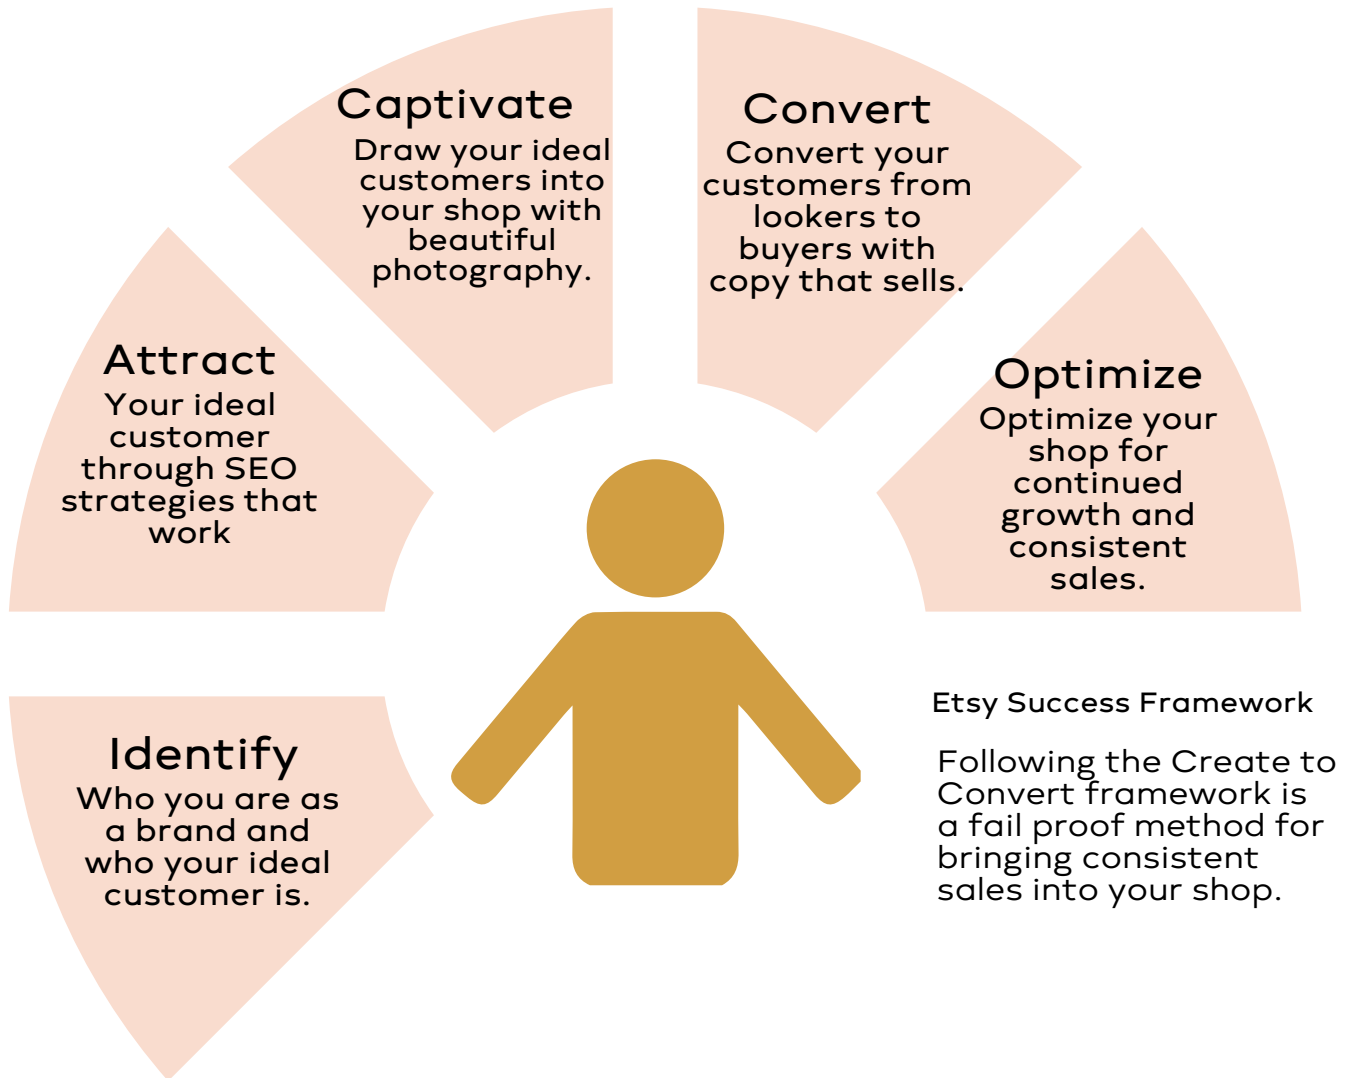 Captivate
Draw your ideal
customers into
your shop with
beautiful
photography.
Convert
Convert your
customers from
lookers to
buyers with
copy that sells.
Attract
Your ideal
customer
through SEO
strategies that
work
Optimize
Optimize your
shop for
continued
growth and
consistent
sales.
Identify
Who you are as
a brand and
who your ideal
customer is.
Etsy Success Framework
Following the Create to
Convert framework is
a fail proof method for
bringing consistent
sales into your shop.